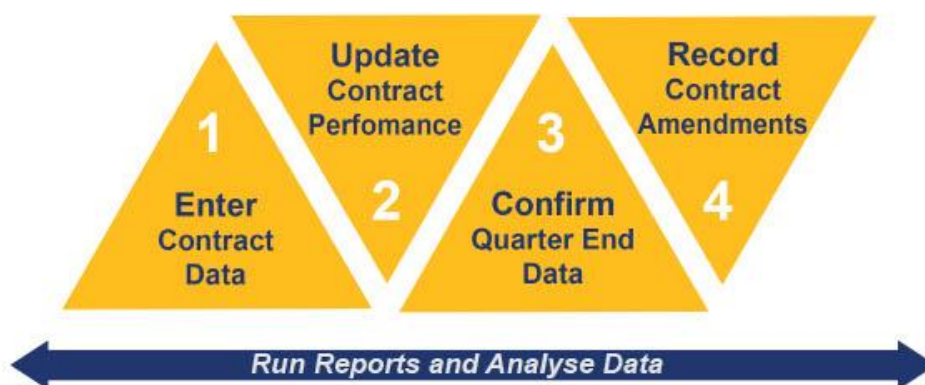 1
Enter
Contract
Data
Update
Contract
Perfomance
2
3
Confirm
Quarter End
Data
Record
Contract
Amendments
4
Run Reports and Analyse Data